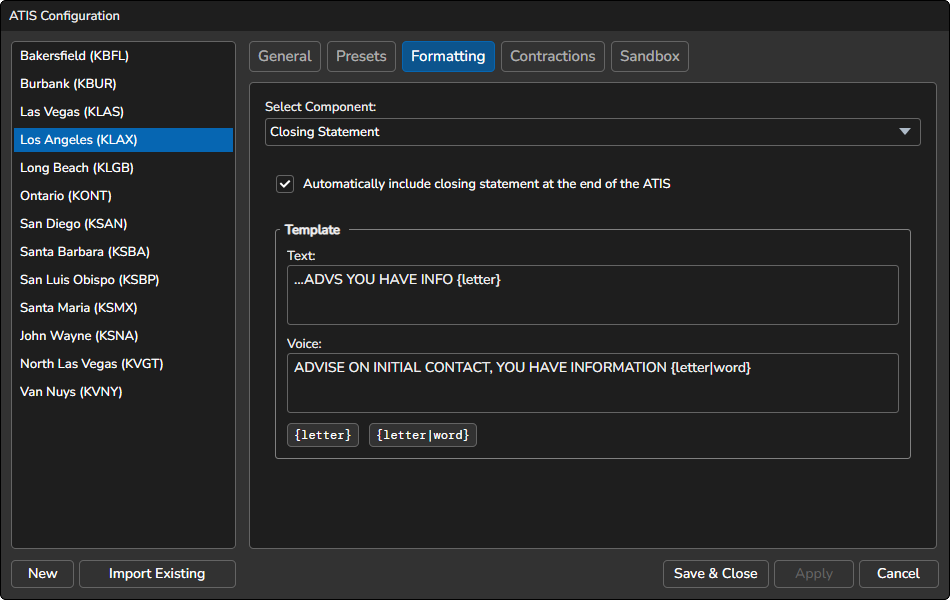 ATIS Configuration
Bakersfield (KBFL)
Burbank (KBUR)
Las Vegas (KLAS)
Los Angeles (KLAX)
Long Beach (KLGB)
Ontario (KONT)
San Diego (KSAN)
Santa Barbara (KSBA)
San Luis Obispo (KSBP)
Santa Maria (KSMX)
John Wayne (KSNA)
North Las Vegas (KVGT)
Van Nuys (KVNY)
New Import Existing
General Presets Formatting Contractions Sandbox
Select Component:
Closing Statement
Automatically include closing statement at the end of the ATIS
Template
Text:
...ADVS YOU HAVE INFO {letter}
Voice:
ADVISE ON INITIAL CONTACT, YOU HAVE INFORMATION {letter|word}
{letter} {letter|word}
Save & Close Apply Cancel